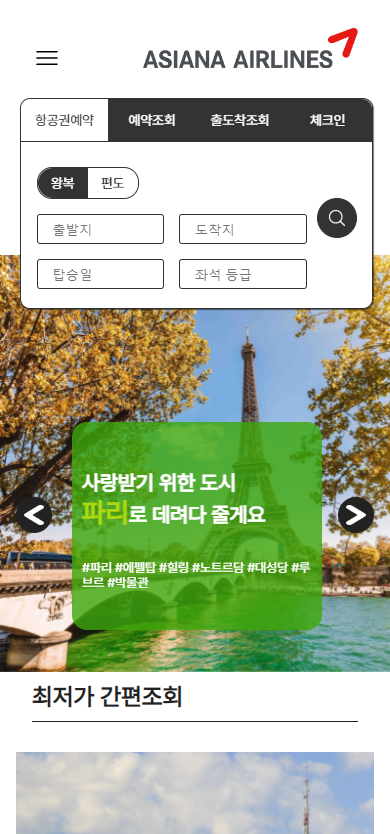 ASIANA AIRLINES
항공권예약 예약조회 출도착조회 체크인
왕복 편도
출발지 도착지
탑승일 좌석 등급
사랑받기 위한 도시
파리로 데려다 줄게요
#파리 #에펠탑 #힐링 #노트르담 #대성당 #루
브르 #박물관
최저가 간편조회